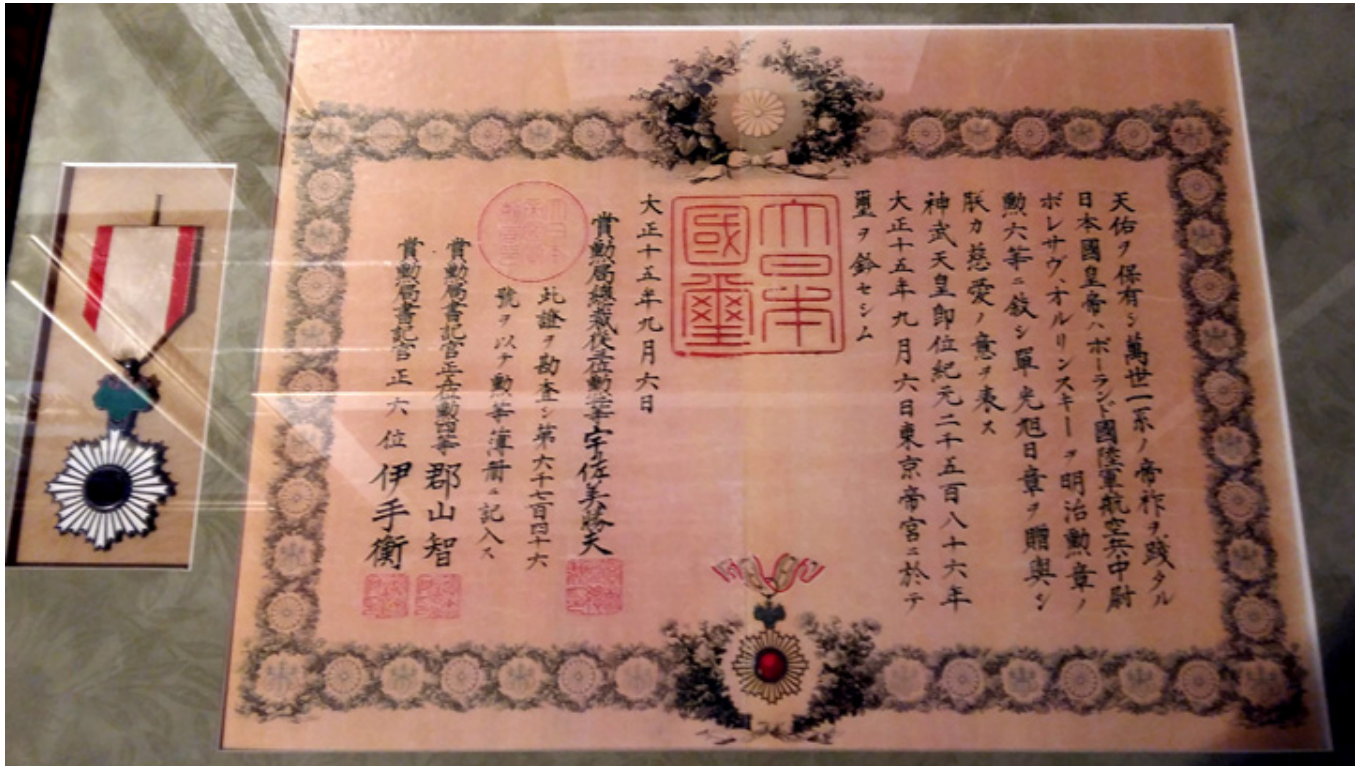 天佑ヲ保有シ萬世一系ノ帝祚ヲ踐タル
日本國皇帝ハポーランド國陸軍航空兵中尉
ボレサヴ、オルリンスキーヲ明治勲章ノ
勲六等ニ敍シ單光旭日章ヲ贈與シ
朕カ慈愛ノ意ヲ表ス
神武天皇即位紀元二千五百八十六年
大正十五年九月六日東京帝宮ニ於テ
璽ヲ鈐セシム
大日本
國璽
大正十五年九月六日
賞勲局總裁從三位勲一等宇佐美勝夫
此證ヲ勘査シ第六千七百四十六
號ヲ以テ勲等簿册ニ記入ス
賞勲局書記官正五位勲四等 郡山智
賞勲局書記官正六位 伊手衡